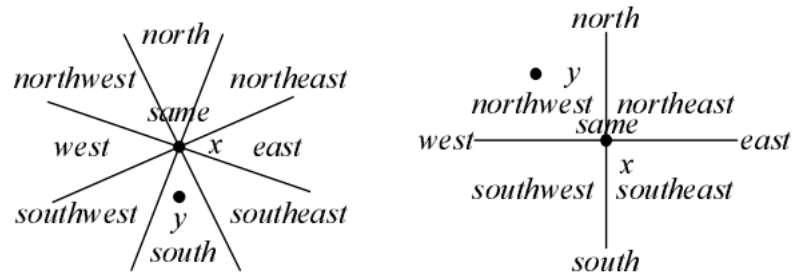 north
northwest northeast
same
west x east
southwest southeast
y
south
north
y
northwest northeast
same
west east
x
southwest southeast
south